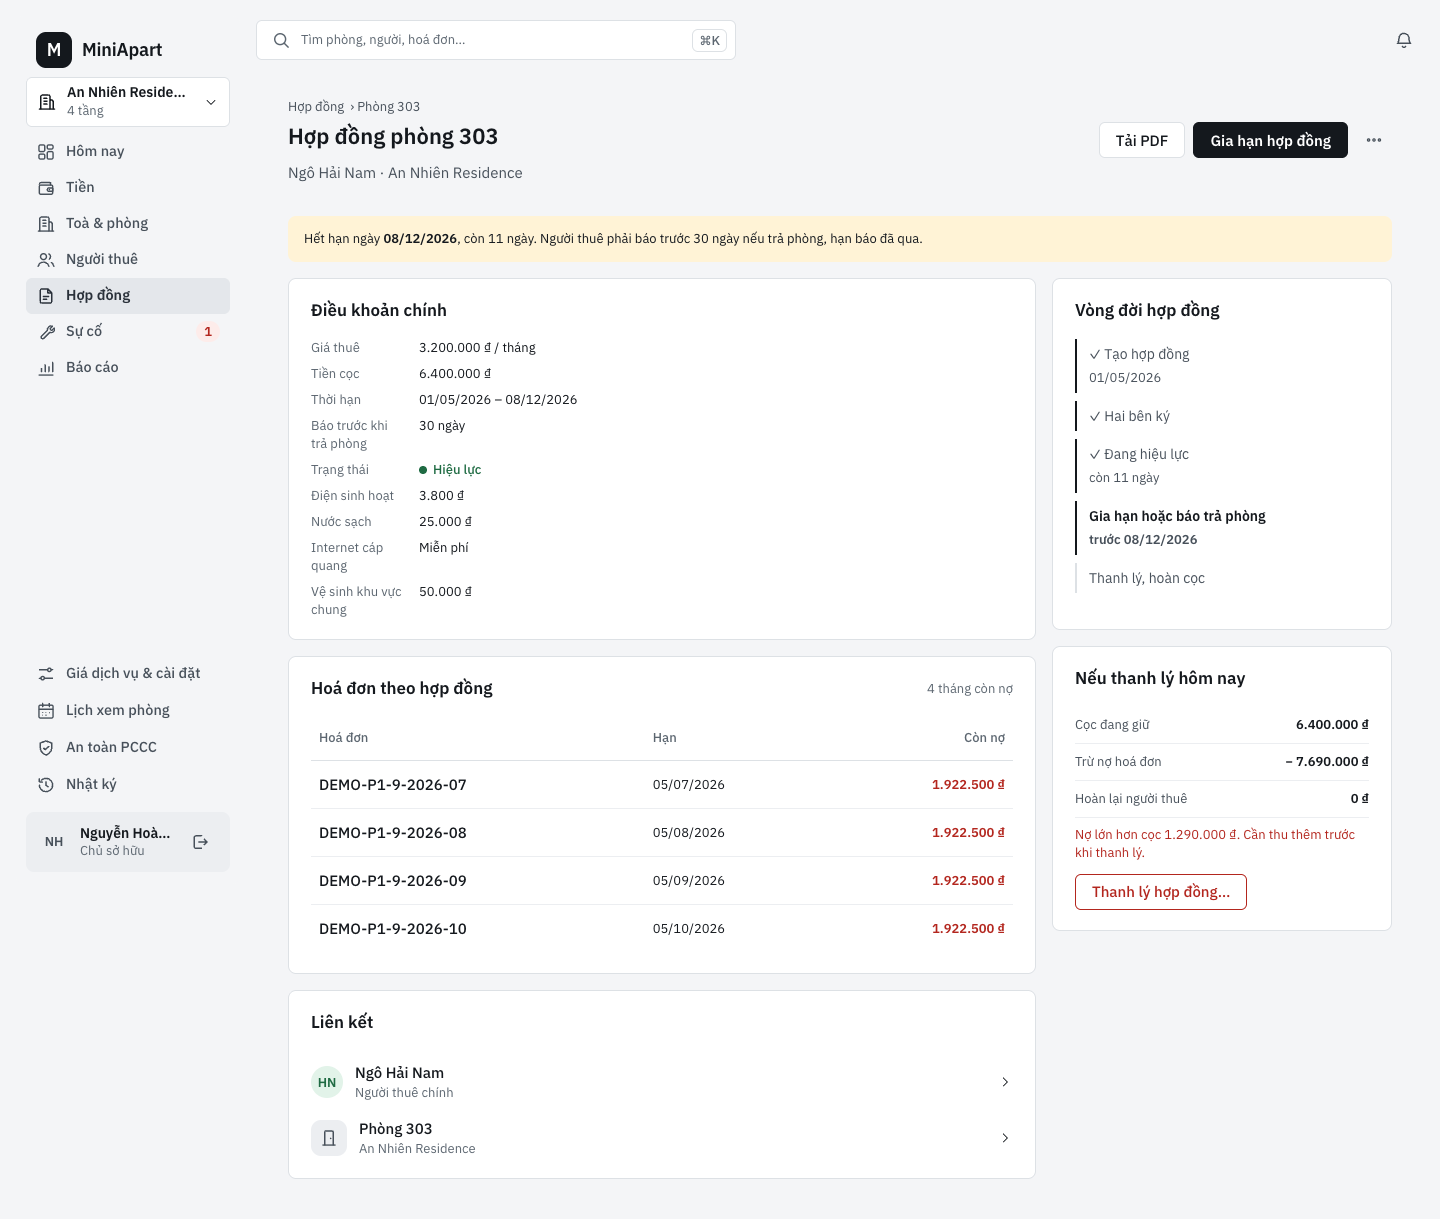 M MiniApart
Tìm phòng, người, hoá đơn... ⌘K
An Nhiên Reside...
4 tầng
Hôm nay
Tiền
Toà & phòng
Người thuê
Hợp đồng
Sự cố 1
Báo cáo
Giá dịch vụ & cài đặt
Lịch xem phòng
An toàn PCCC
Nhật ký
NH
Nguyễn Hoà...
Chủ sở hữu
Hợp đồng › Phòng 303
Hợp đồng phòng 303
Ngô Hải Nam · An Nhiên Residence
Tải PDF
Gia hạn hợp đồng
Hết hạn ngày 08/12/2026, còn 11 ngày. Người thuê phải báo trước 30 ngày nếu trả phòng, hạn báo đã qua.
Điều khoản chính
Giá thuê 3.200.000 ₫ / tháng
Tiền cọc 6.400.000 ₫
Thời hạn 01/05/2026 – 08/12/2026
Báo trước khi 30 ngày
trả phòng
Trạng thái Hiệu lực
Điện sinh hoạt 3.800 ₫
Nước sạch 25.000 ₫
Internet cáp Miễn phí
quang
Vệ sinh khu vực 50.000 ₫
chung
Hoá đơn theo hợp đồng 4 tháng còn nợ
Hoá đơn Hạn Còn nợ
DEMO-P1-9-2026-07 05/07/2026 1.922.500 ₫
DEMO-P1-9-2026-08 05/08/2026 1.922.500 ₫
DEMO-P1-9-2026-09 05/09/2026 1.922.500 ₫
DEMO-P1-9-2026-10 05/10/2026 1.922.500 ₫
Liên kết
HN
Ngô Hải Nam
Người thuê chính
Phòng 303
An Nhiên Residence
Vòng đời hợp đồng
✓ Tạo hợp đồng
01/05/2026
✓ Hai bên ký
✓ Đang hiệu lực
còn 11 ngày
Gia hạn hoặc báo trả phòng
trước 08/12/2026
Thanh lý, hoàn cọc
Nếu thanh lý hôm nay
Cọc đang giữ 6.400.000 ₫
Trừ nợ hoá đơn – 7.690.000 ₫
Hoàn lại người thuê 0 ₫
Nợ lớn hơn cọc 1.290.000 ₫. Cần thu thêm trước
khi thanh lý.
Thanh lý hợp đồng...